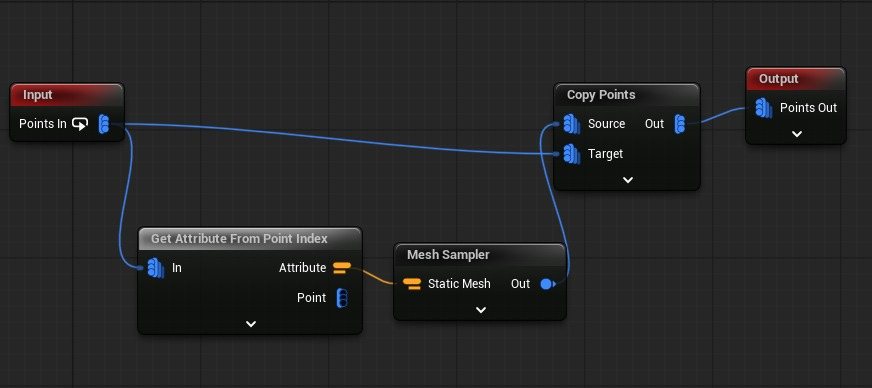 Input
Points In
Copy Points
Source Out
Target
Output
Points Out
Get Attribute From Point Index
In Attribute
Point
Mesh Sampler
Static Mesh Out